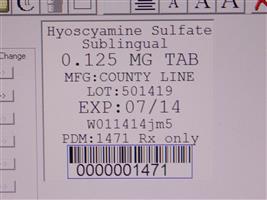 Change
Hyoscyamine Sulfate
Sublingual
0.125 MG TAB
MFG:COUNTY LINE
LOT:501419
EXP:07/14
W011414jm5
PDM:1471 Rx only
0000001471